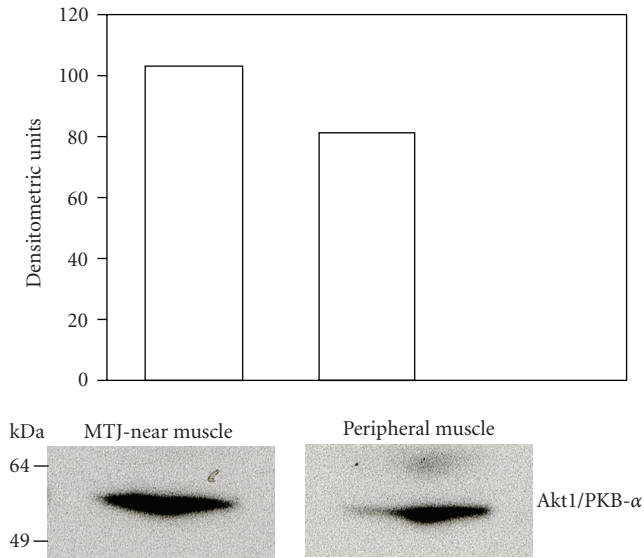 120
100
80
60
40
20
0
Densitometric units
kDa
MTJ-near muscle
Peripheral muscle
64
49
Akt1/PKB-α